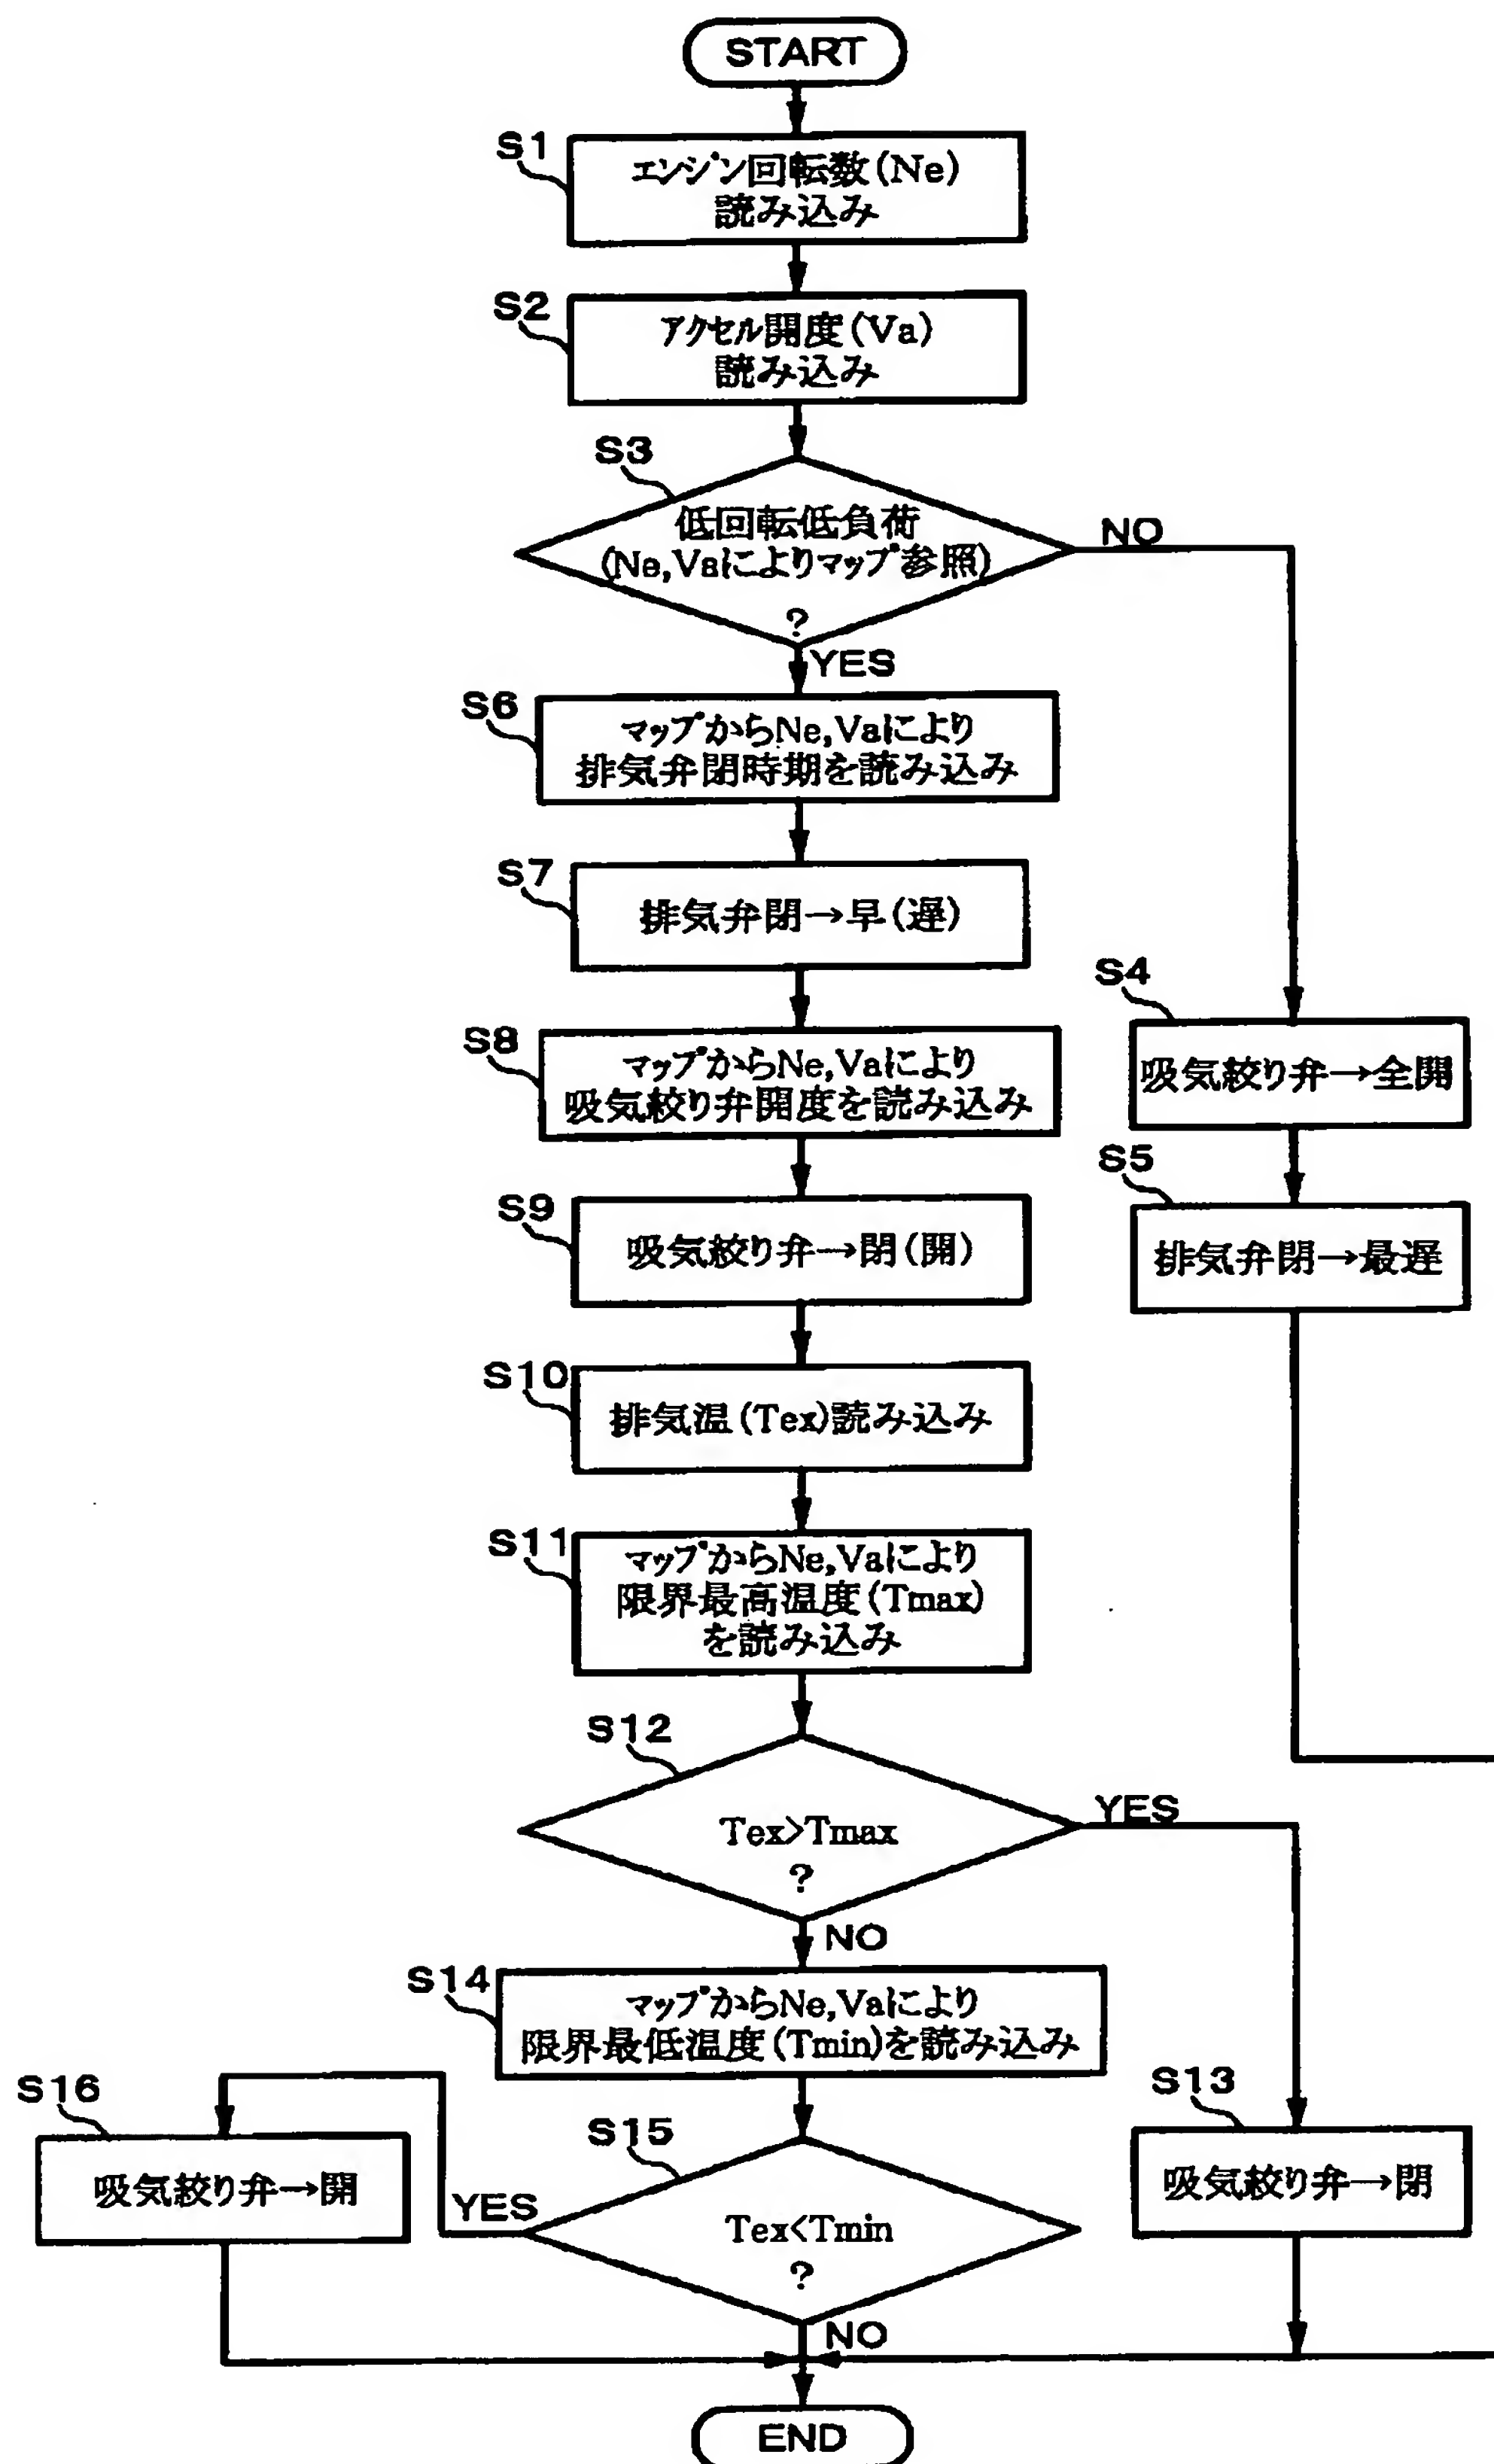 START
S1
エンジン回転数(Ne)
読み込み
S2
アクセル開度(Va)
読み込み
S3
低回転低負荷
(Ne,Vaによりマップ参照)
?
NO
YES
S6
マップからNe,Vaにより
排気弁閉時期を読み込み
S7
排気弁閉→早(遅)
S4
吸気絞り弁→全開
S8
マップからNe,Vaにより
吸気絞り弁開度を読み込み
S5
排気弁閉→最遅
S9
吸気絞り弁→閉(開)
S10
排気温(Tex)読み込み
S11
マップからNe,Vaにより
限界最高温度(Tmax)
を読み込み
S12
Tex>Tmax
?
YES
NO
S14
マップからNe,Vaにより
限界最低温度(Tmin)を読み込み
S16
吸気絞り弁→開
S15
YES
Tex<Tmin
?
S13
吸気絞り弁→閉
NO
END